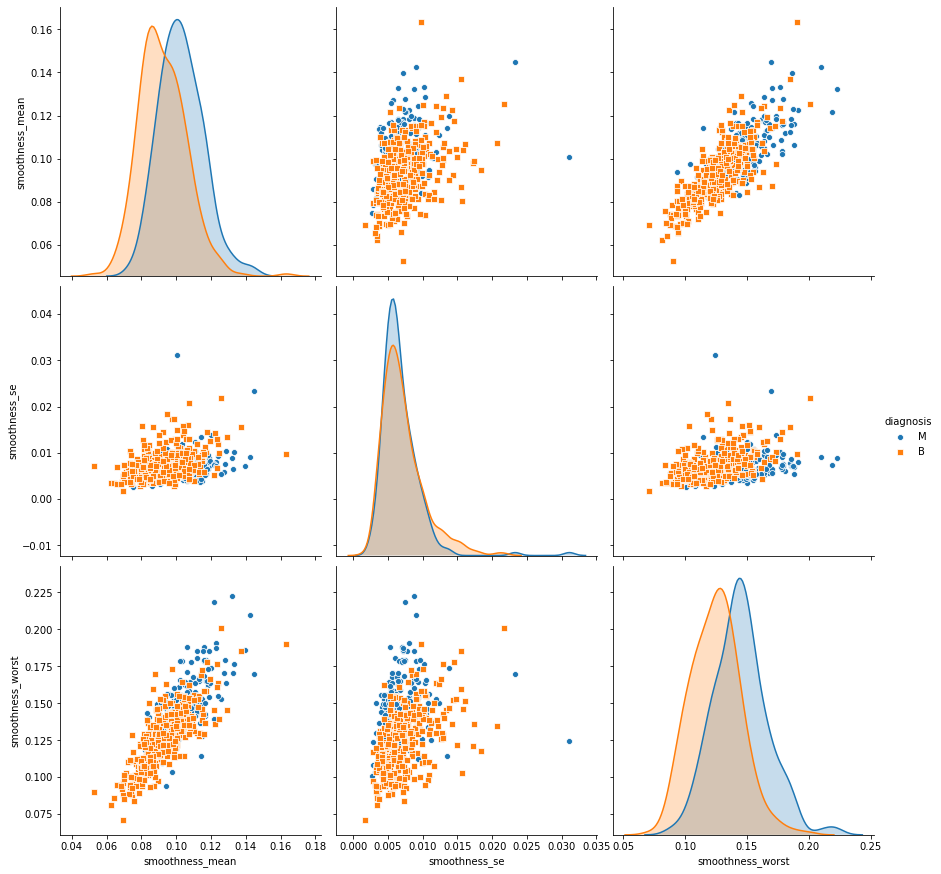 0.16
0.14
0.12
0.10
0.08
0.06
smoothness_mean
0.04
0.03
0.02
0.01
0.00
−0.01
smoothness_se
diagnosis
M
B
0.225
0.200
0.175
0.150
0.125
0.100
0.075
smoothness_worst
0.04 0.06 0.08 0.10 0.12 0.14 0.16 0.18
smoothness_mean
0.000 0.005 0.010 0.015 0.020 0.025 0.030 0.035
smoothness_se
0.05 0.10 0.15 0.20 0.25
smoothness_worst